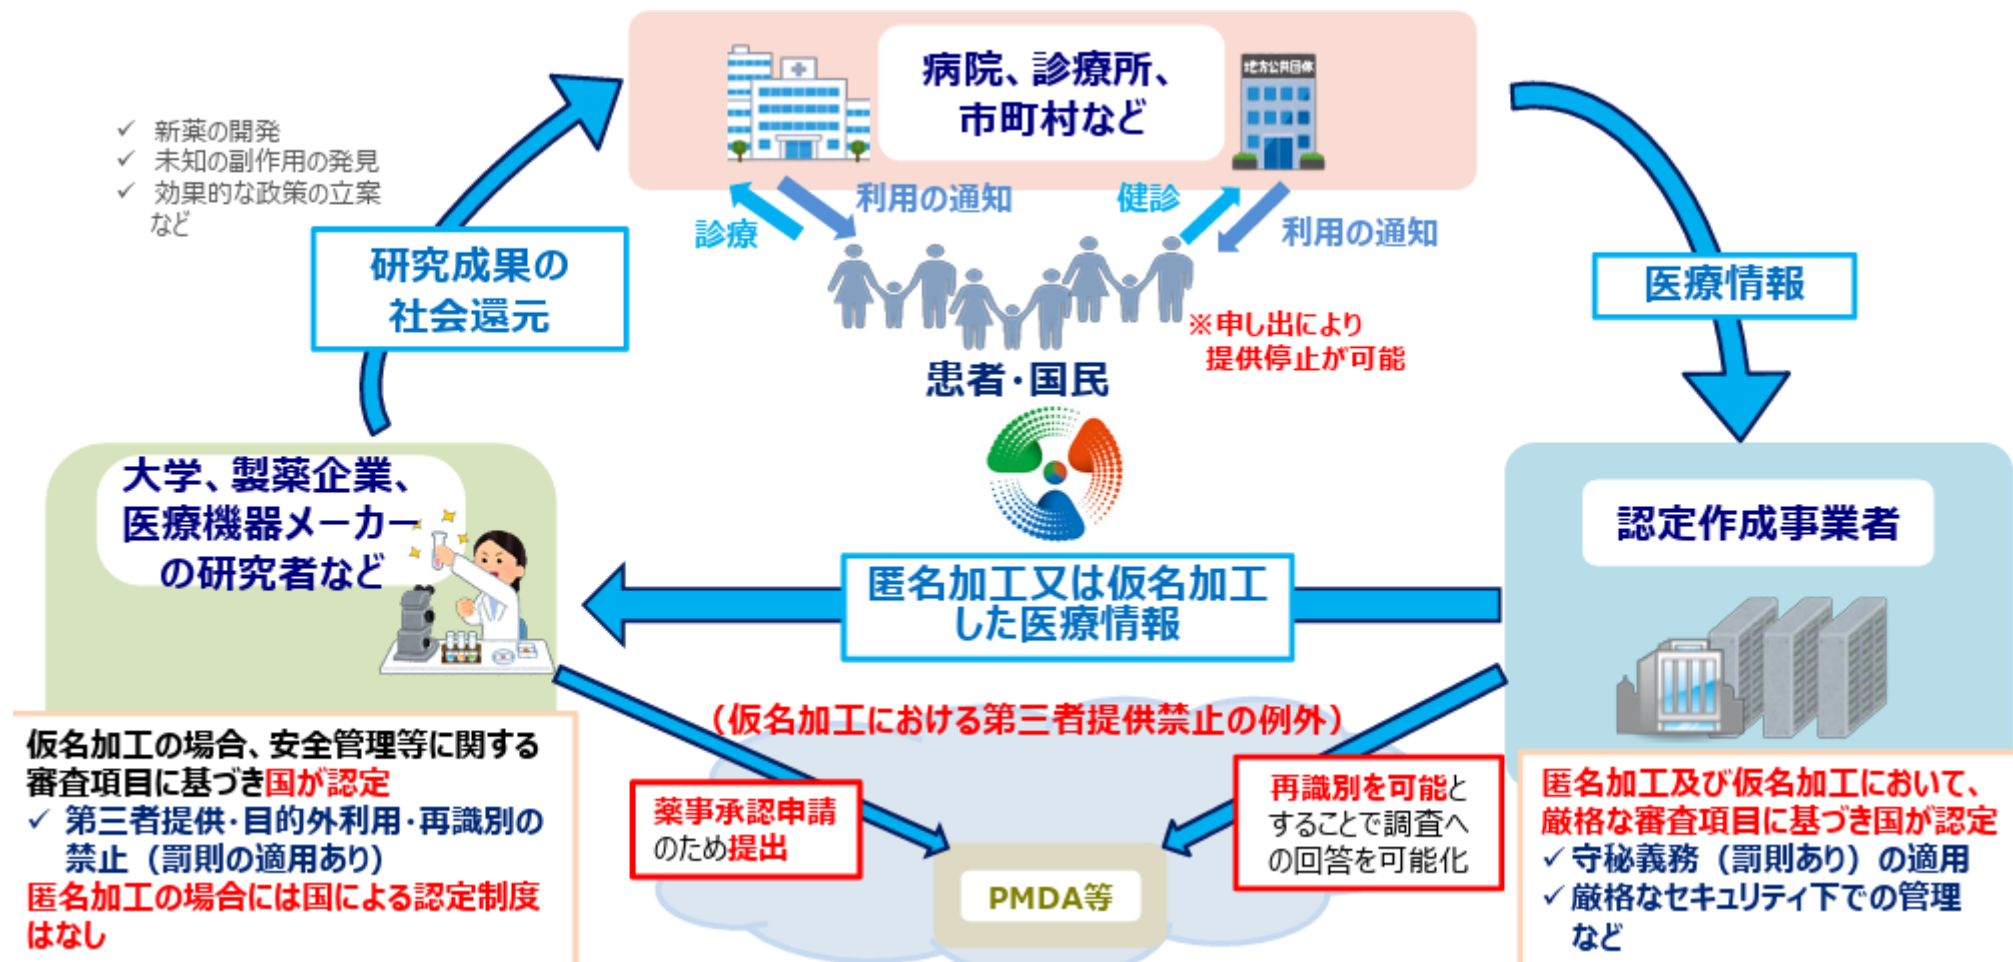 病院、診療所、
市町村など
地方公共団体
✓ 新薬の開発
✓ 未知の副作用の発見
✓ 効果的な政策の立案
など
診療
利用の通知
健診
利用の通知
研究成果の
社会還元
医療情報
※申し出により
提供停止が可能
患者・国民
大学、製薬企業、
医療機器メーカー
の研究者など
認定作成事業者
匿名加工又は仮名加工
した医療情報
(仮名加工における第三者提供禁止の例外)
仮名加工の場合、安全管理等に関する
審査項目に基づき国が認定
✓ 第三者提供・目的外利用・再識別の
禁止(罰則の適用あり)
匿名加工の場合には国による認定制度
はなし
薬事承認申請
のため提出
再識別を可能と
することで調査へ
の回答を可能化
PMDA等
匿名加工及び仮名加工において、
厳格な審査項目に基づき国が認定
✓ 守秘義務(罰則あり)の適用
✓ 厳格なセキュリティ下での管理
など